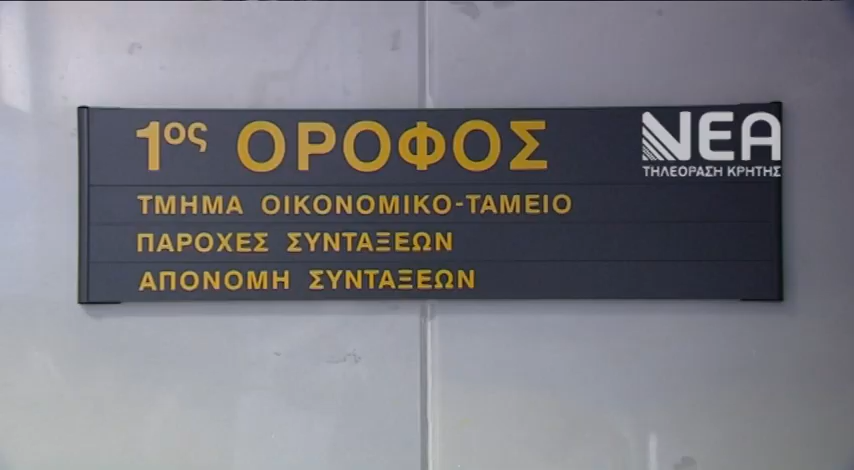 1ος ΟΡΟΦΟΣ
ΝΕΑ
ΤΗΛΕΟΡΑΣΗ ΚΡΗΤΗΣ
ΤΜΗΜΑ ΟΙΚΟΝΟΜΙΚΟ-ΤΑΜΕΙΟ
ΠΑΡΟΧΕΣ ΣΥΝΤΑΞΕΩΝ
ΑΠΟΝΟΜΗ ΣΥΝΤΑΞΕΩΝ